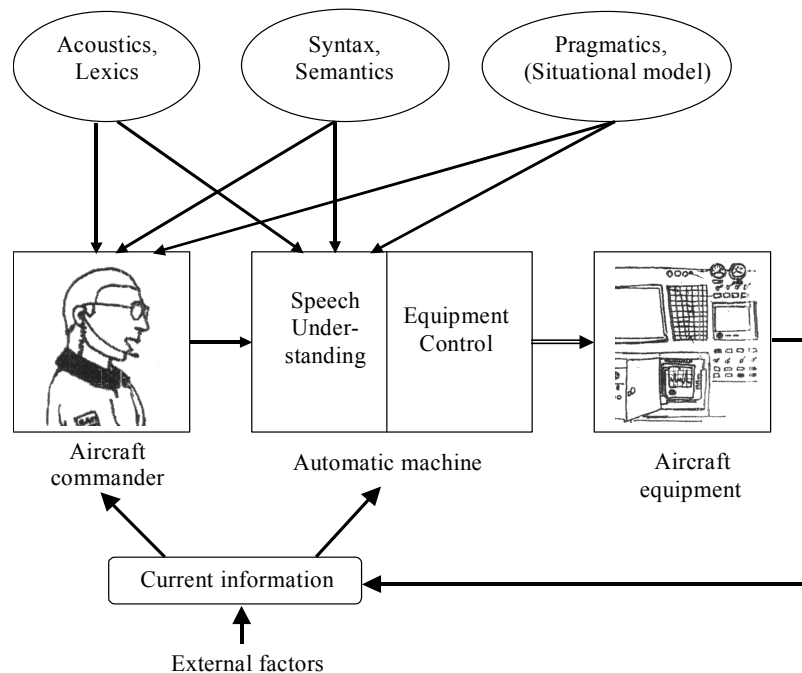 Acoustics,
Lexics
Syntax,
Semantics
Pragmatics,
(Situational model)
Speech
Under-
standing
Equipment
Control
Aircraft
commander
Automatic machine
Aircraft
equipment
Current information
External factors